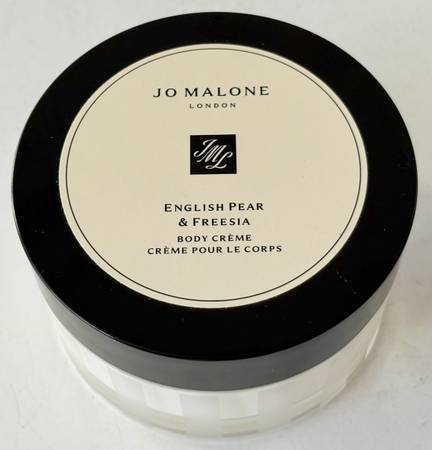 JO MALONE
LONDON
JML
ENGLISH PEAR
& FREESIA
BODY CRÈME
CRÈME POUR LE CORPS